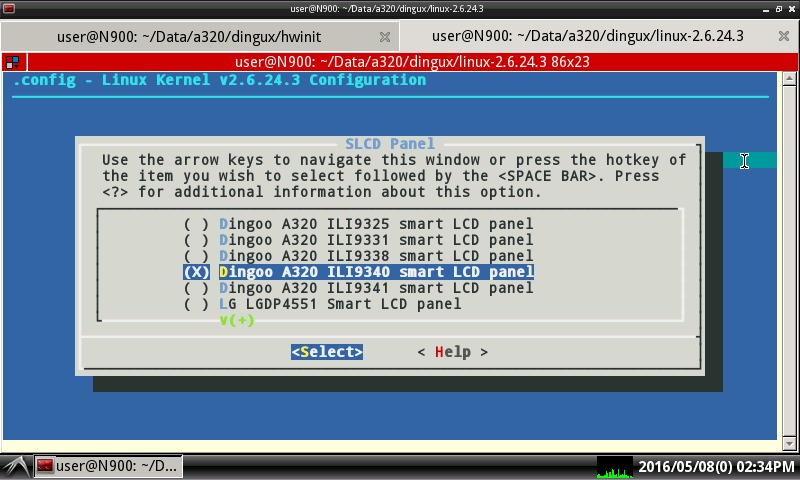 user@N900: ~/Data/a320/dingux/linux-2.6.24.3
user@N900: ~/Data/a320/dingux/hwinit
user@N900: ~/Data/a320/dingux/linux-2.6.24.3
user@N900: ~/Data/a320/dingux/linux-2.6.24.3 86x23
.config - Linux Kernel v2.6.24.3 Configuration
SLCD Panel
Use the arrow keys to navigate this window or press the hotkey of
the item you wish to select followed by the <SPACE BAR>. Press
<?> for additional information about this option.
( ) Dingoo A320 ILI9325 smart LCD panel
( ) Dingoo A320 ILI9331 smart LCD panel
( ) Dingoo A320 ILI9338 smart LCD panel
(X) Dingoo A320 ILI9340 smart LCD panel
( ) Dingoo A320 ILI9341 smart LCD panel
( ) LG LGDP4551 Smart LCD panel
v(+)
<Select> < Help >
user@N900: ~/D...
2016/05/08(0) 02:34PM